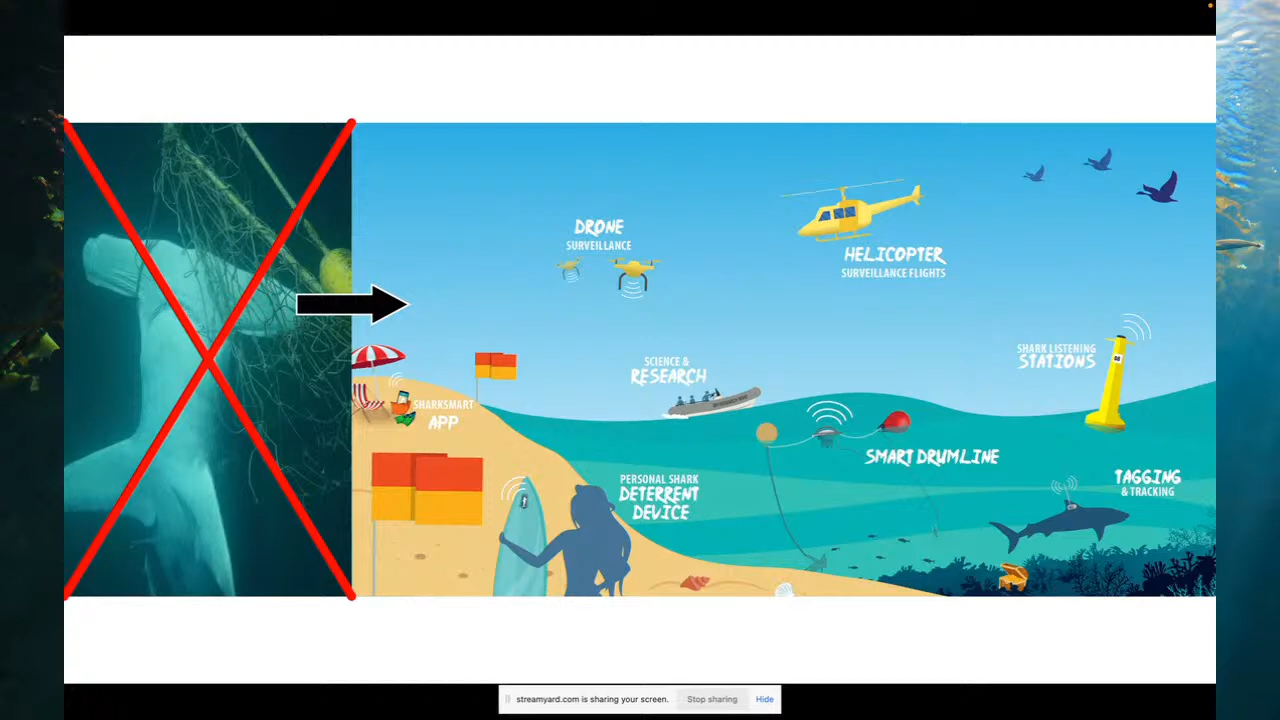 DRONE
SURVEILLANCE
HELICOPTER
SURVEILLANCE FLIGHTS
SHARK LISTENING
STATIONS
SCIENCE &
RESEARCH
SHARKSMART
APP
SMART DRUMLINE
PERSONAL SHARK
DETERRENT
DEVICE
TAGGING
& TRACKING
streamyard.com is sharing your screen. Stop sharing Hide